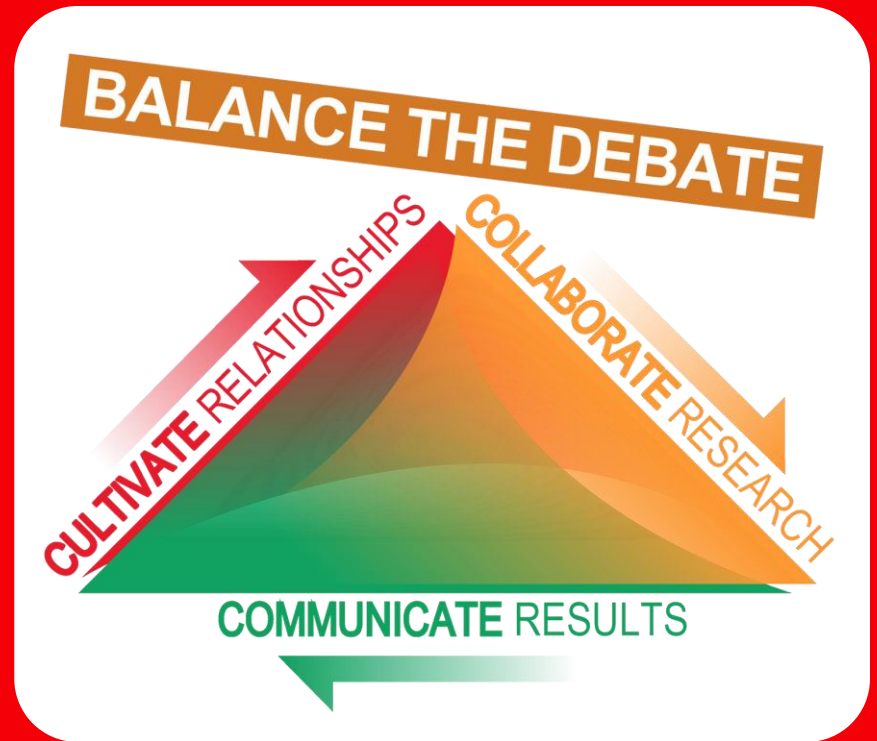 BALANCE THE DEBATE
CULTIVATE RELATIONSHIPS
COLLABORATE RESEARCH
COMMUNICATE RESULTS